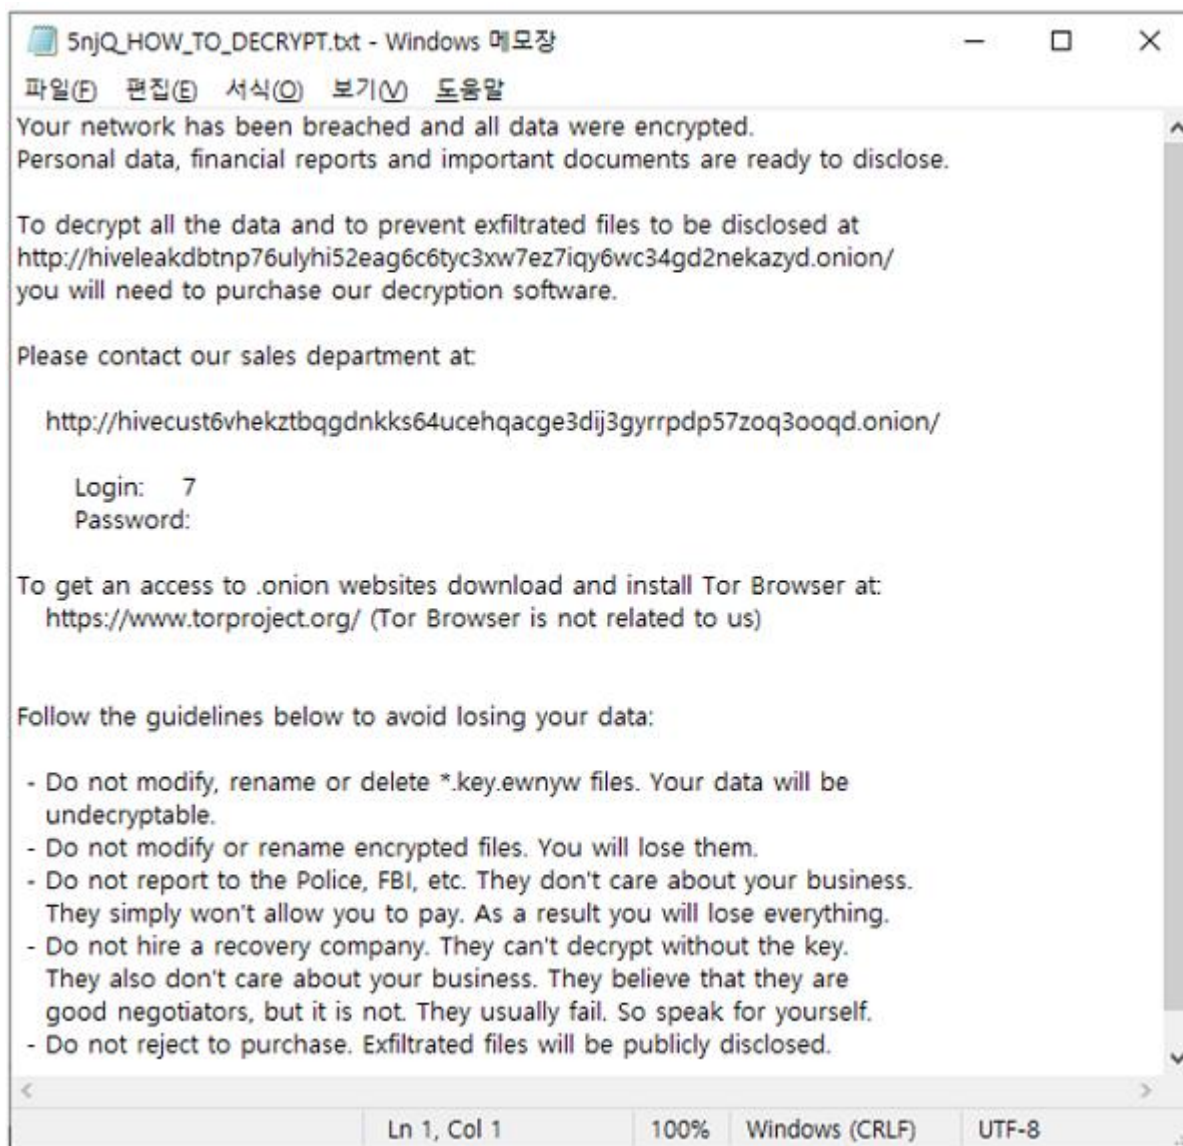 5njQ_HOW_TO_DECRYPT.txt - Windows 메모장
파일(F) 편집(E) 서식(O) 보기(V) 도움말
Your network has been breached and all data were encrypted.
Personal data, financial reports and important documents are ready to disclose.
To decrypt all the data and to prevent exfiltrated files to be disclosed at
http://hiveleakdbtnp76ulyhi52eag6c6tyc3xw7ez7iqy6wc34gd2nekazyd.onion/
you will need to purchase our decryption software.
Please contact our sales department at:
http://hivecust6vhekztbqgdnkks64ucehqacge3dij3gyrrpdp57zoq3ooqd.onion/
Login: 7
Password:
To get an access to .onion websites download and install Tor Browser at:
https://www.torproject.org/ (Tor Browser is not related to us)
Follow the guidelines below to avoid losing your data:
- Do not modify, rename or delete *.key.ewnyw files. Your data will be
undecryptable.
- Do not modify or rename encrypted files. You will lose them.
- Do not report to the Police, FBI, etc. They don't care about your business.
They simply won't allow you to pay. As a result you will lose everything.
- Do not hire a recovery company. They can't decrypt without the key.
They also don't care about your business. They believe that they are
good negotiators, but it is not. They usually fail. So speak for yourself.
- Do not reject to purchase. Exfiltrated files will be publicly disclosed.
Ln 1, Col 1 100% Windows (CRLF) UTF-8